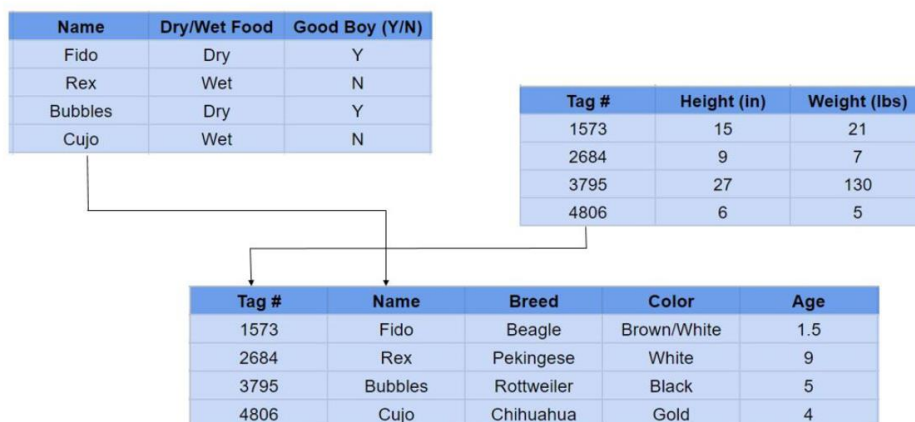 Name Dry/Wet Food Good Boy (Y/N)
Fido Dry Y
Rex Wet N
Bubbles Dry Y
Cujo Wet N
Tag # Height (in) Weight (lbs)
1573 15 21
2684 9 7
3795 27 130
4806 6 5
Tag # Name Breed Color Age
1573 Fido Beagle Brown/White 1.5
2684 Rex Pekingese White 9
3795 Bubbles Rottweiler Black 5
4806 Cujo Chihuahua Gold 4